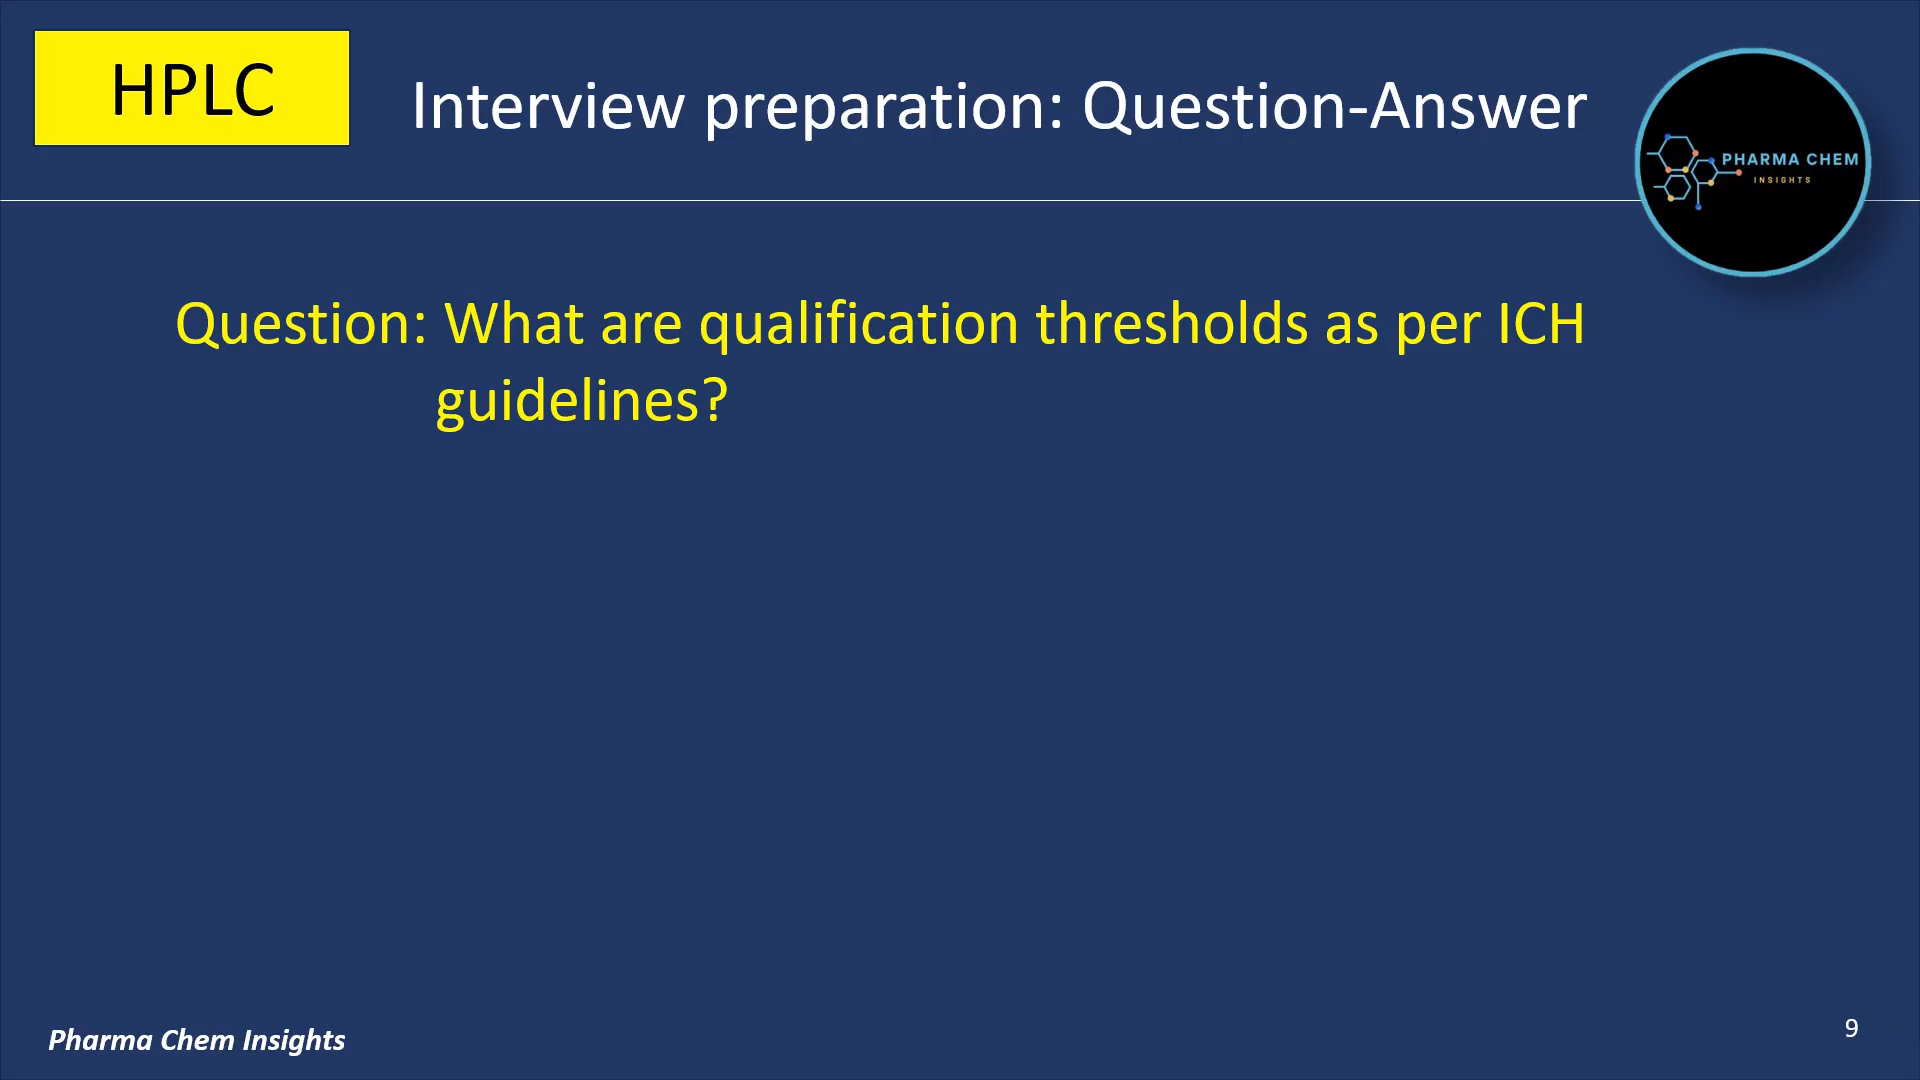 HPLC
Interview preparation: Question-Answer
PHARMA CHEM
INSIGHTS
Question: What are qualification thresholds as per ICH
guidelines?
Pharma Chem Insights
9